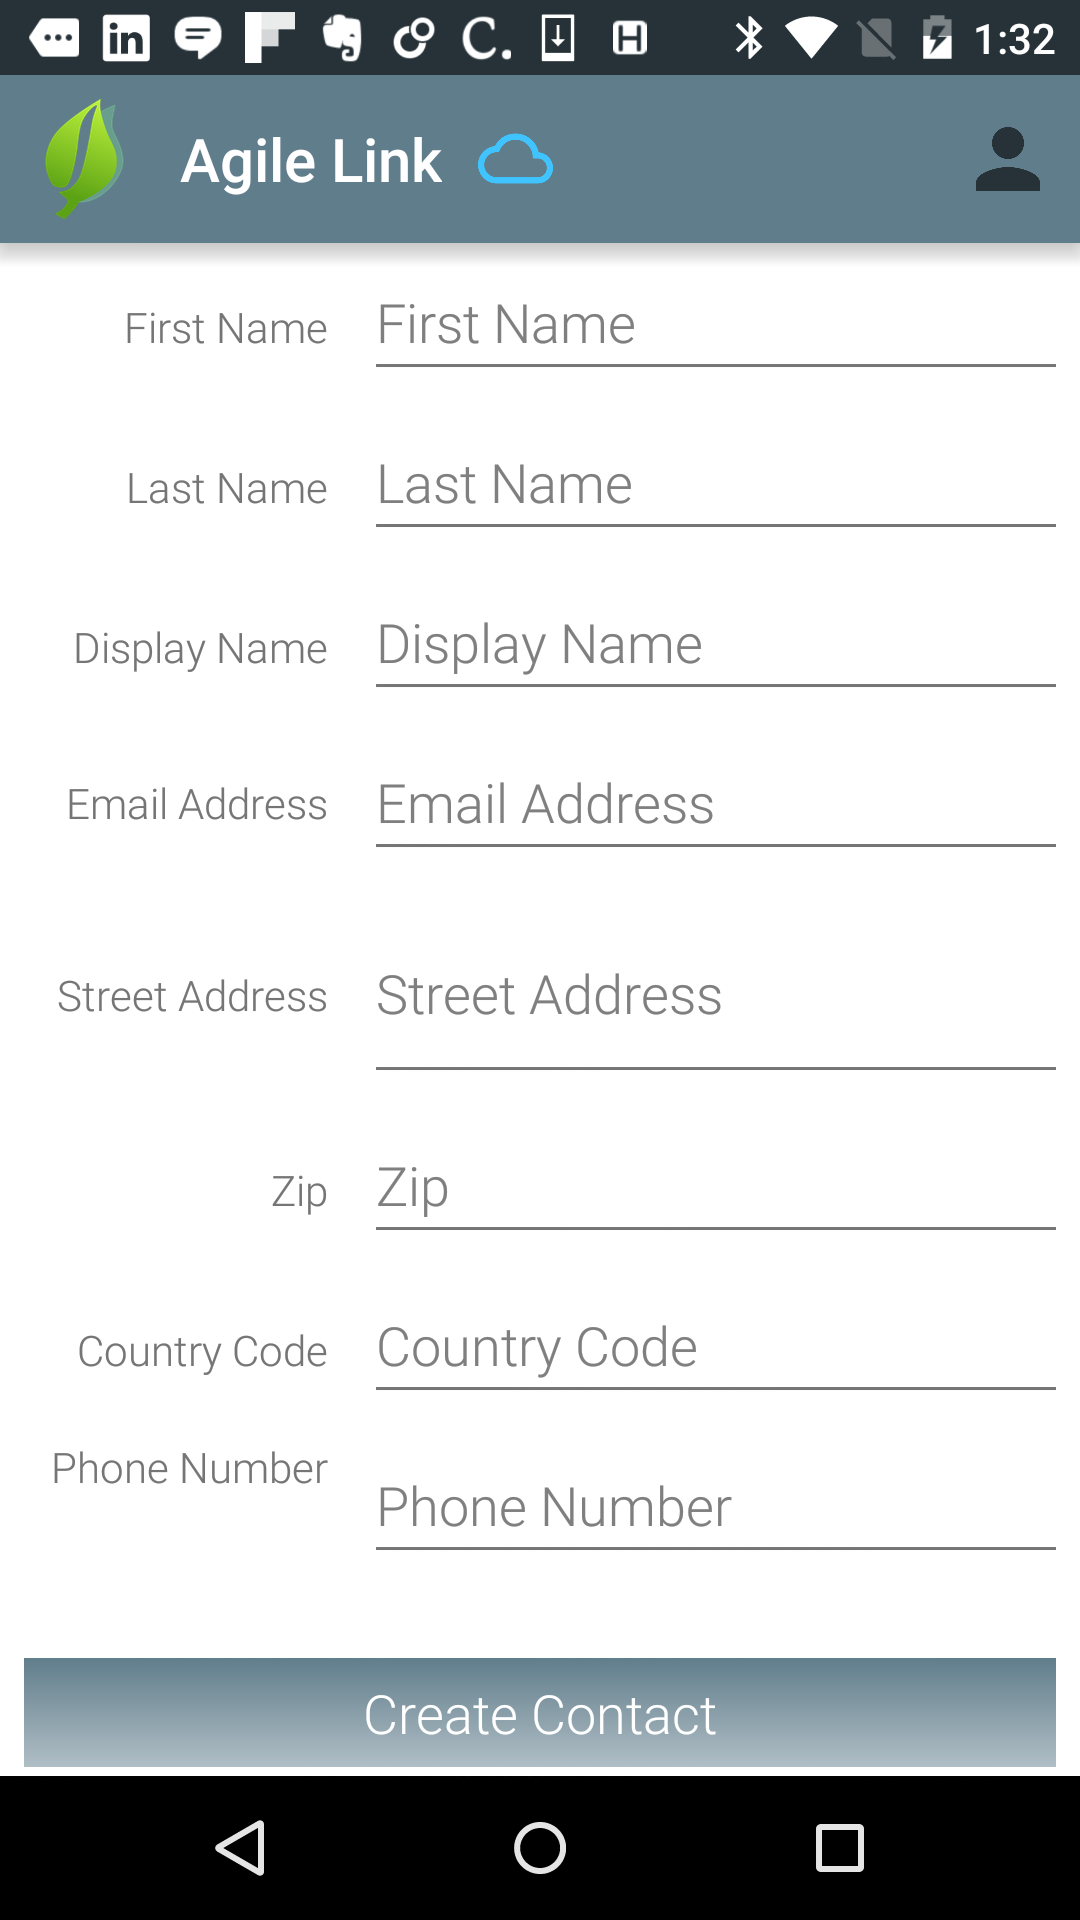 1:32
Agile Link
First Name First Name
Last Name Last Name
Display Name Display Name
Email Address Email Address
Street Address Street Address
Zip Zip
Country Code Country Code
Phone Number Phone Number
Create Contact